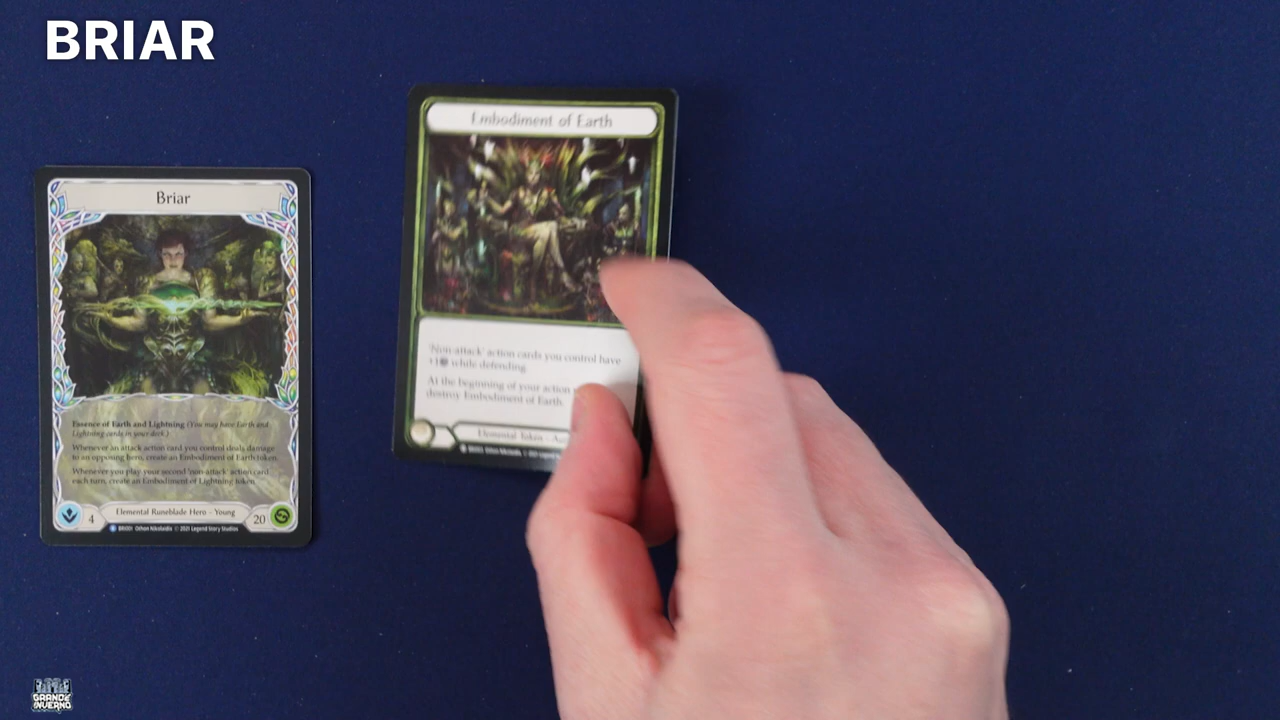 BRIAR
Embodiment of Earth
'Non-attack' action cards you control have
+1 while defending.
At the beginning of your action
destroy Embodiment of Earth.
Elemental Token
Briar
Essence of Earth and Lightning (You may have Earth and
Lightning cards in your deck.)
Whenever an attack action card you control deals damage
to an opposing hero, create an Embodiment of Earth token.
Whenever you play your second 'non-attack' action card
each turn, create an Embodiment of Lightning token.
Elemental Runeblade Hero - Young
4
20
BRI001 Othon Nikolaidis © 2021 Legend Story Studios
GRANDE
INVERNO